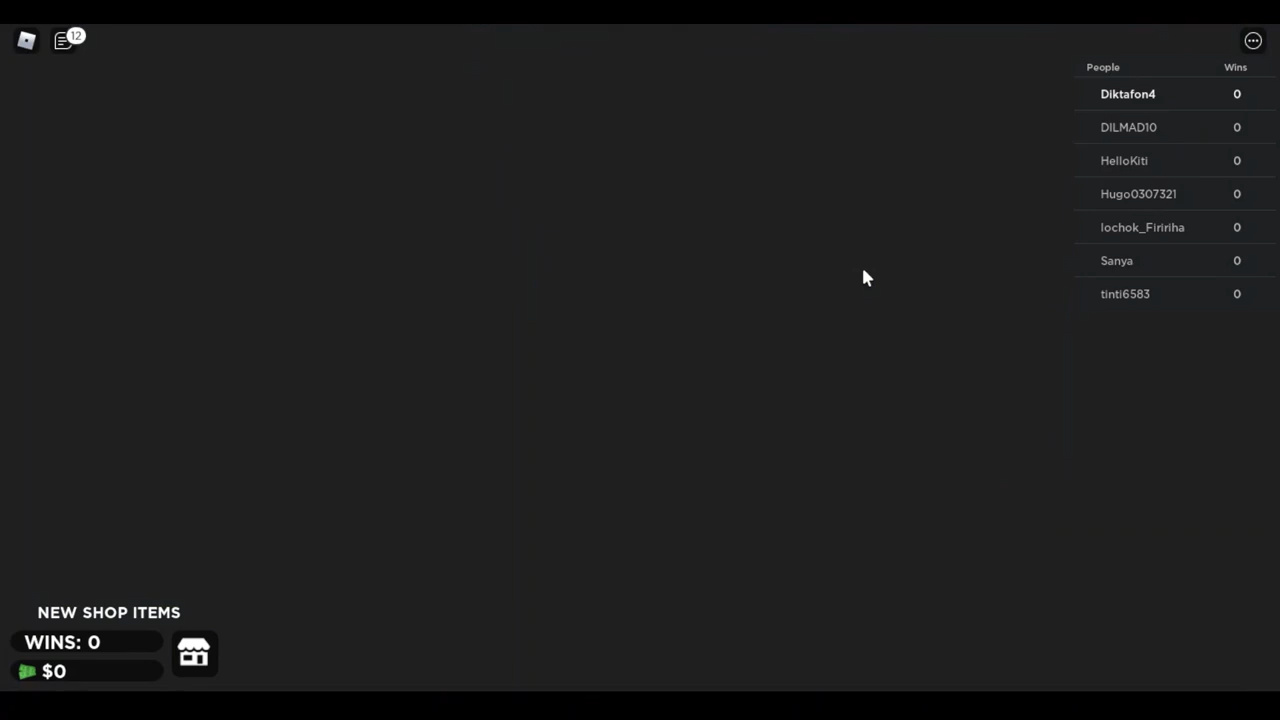 12
People Wins
Diktafon4 0
DILMAD10 0
HelloKiti 0
Hugo0307321 0
lochok_Fiririha 0
Sanya 0
tinti6583 0
NEW SHOP ITEMS
WINS: 0
$0